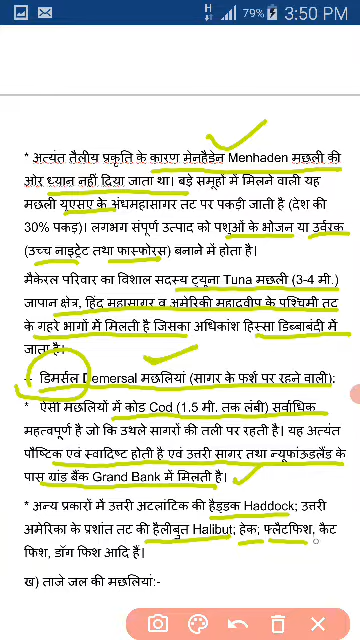 H
79%
3:50 PM
* अत्यंत तैलीय प्रकृति के कारण मेनहैडेन Menhaden मछली की
ओर ध्यान नहीं दिया जाता था। बड़े समूहों में मिलने वाली यह
मछली यूएसए के अंधमहासागर तट पर पकड़ी जाती है (देश की
30% पकड़)। लगभग संपूर्ण उत्पाद को पशुओं के भोजन या उर्वरक
(उच्च नाइट्रेट तथा फास्फोरस) बनाने में होता है।
मैकेरल परिवार का विशाल सदस्य ट्यूना Tuna मछली (3-4 मी.)
जापान क्षेत्र, हिंद महासागर व अमेरिकी महाद्वीप के पश्चिमी तट
के गहरे भागों में मिलती है जिसका अधिकांश हिस्सा डिब्बाबंदी में
जाता है।
- डिमर्सल Demersal मछलियां (सागर के फर्श पर रहने वाली):
* ऐसी मछलियों में कोड Cod (1.5 मी. तक लंबी) सर्वाधिक
महत्वपूर्ण है जो कि उथले सागरों की तली पर रहती है। यह अत्यंत
पौष्टिक एवं स्वादिष्ट होती है एवं उत्तरी सागर तथा न्यूफाऊंडलैंड के
पास ग्रांड बैंक Grand Bank में मिलती है।
* अन्य प्रकारों में उत्तरी अटलांटिक की हैड्डक Haddock; उत्तरी
अमेरिका के प्रशांत तट की हैलीबुत Halibut; हेक; फ्लैटफिश, कैट
फिश, डॉग फिश आदि हैं।
ख) ताजे जल की मछलियां:-